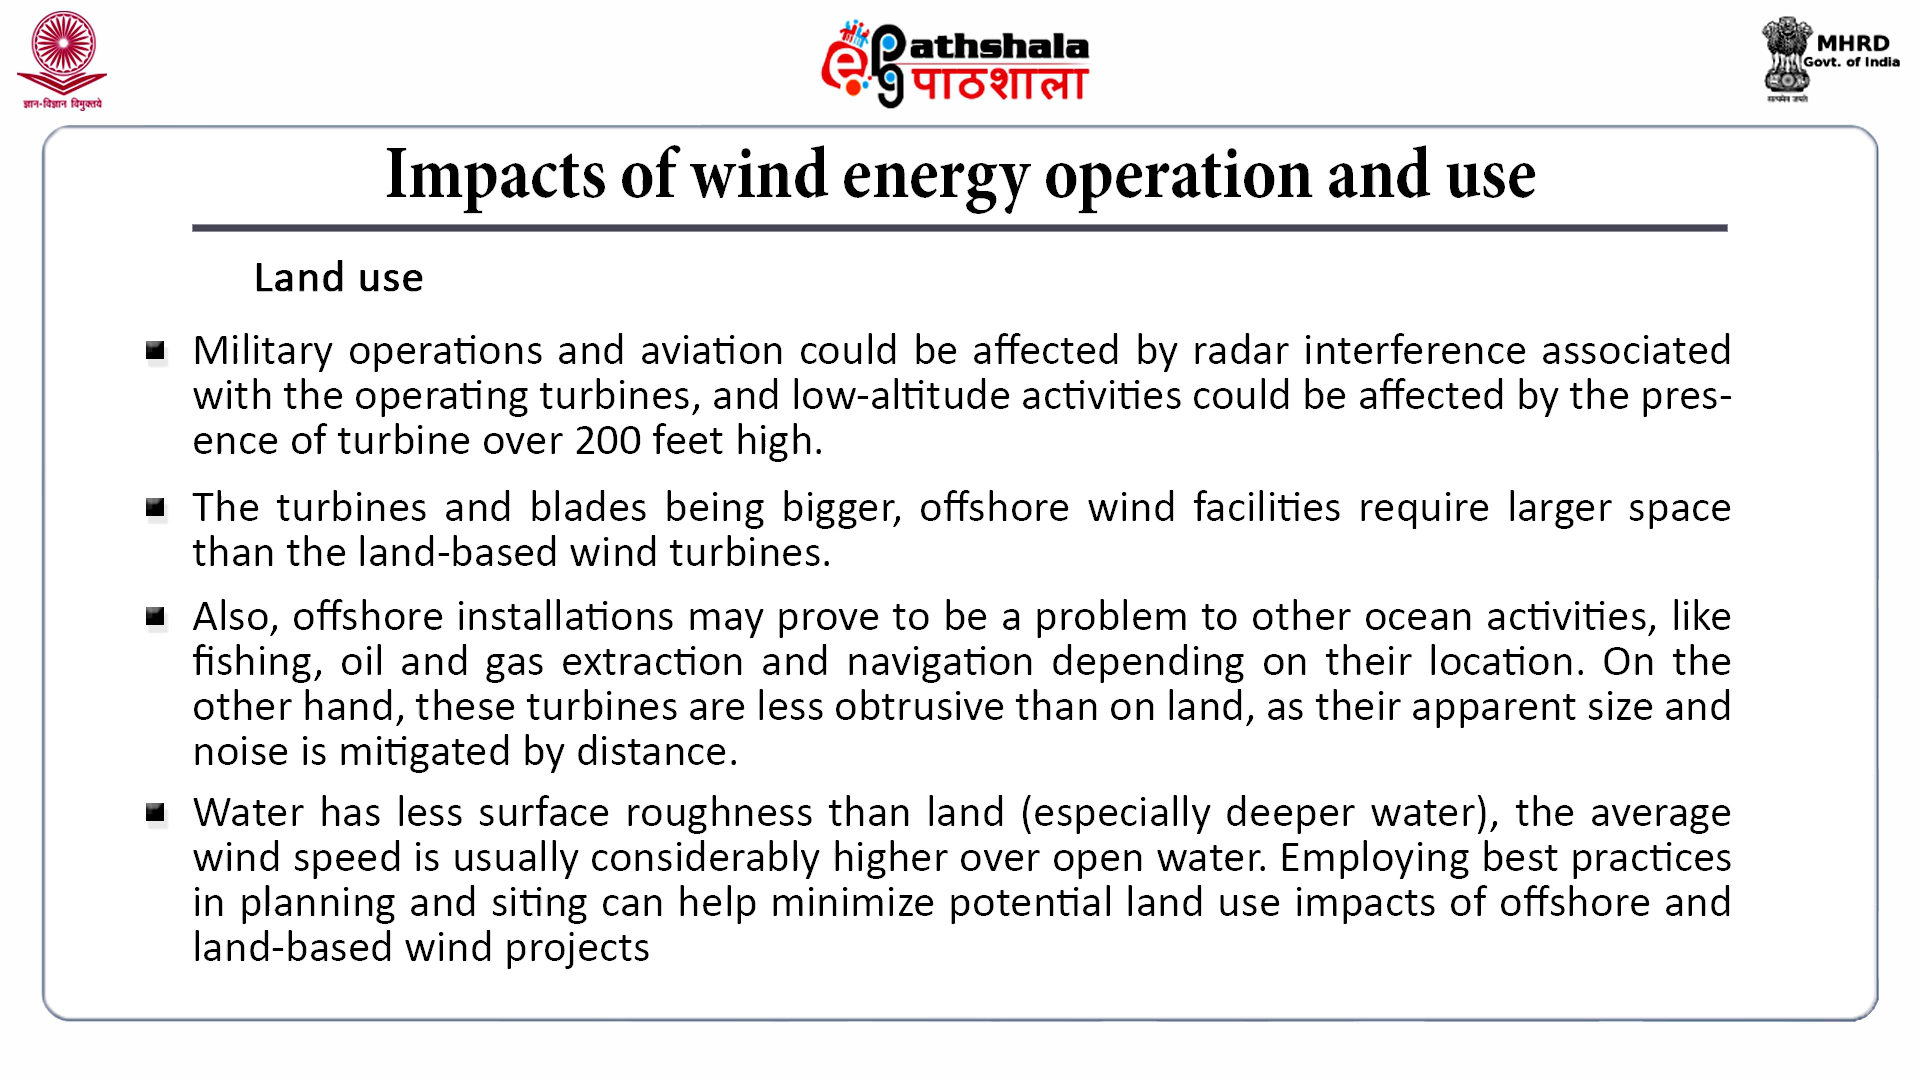 ज्ञान-विज्ञान विमुक्तये
ePG
athshala
पाठशाला
MHRD
Govt. of India
सत्यमेव जयते
Impacts of wind energy operation and use
Land use
Military operations and aviation could be affected by radar interference associated
with the operating turbines, and low-altitude activities could be affected by the pres-
ence of turbine over 200 feet high.
The turbines and blades being bigger, offshore wind facilities require larger space
than the land-based wind turbines.
Also, offshore installations may prove to be a problem to other ocean activities, like
fishing, oil and gas extraction and navigation depending on their location. On the
other hand, these turbines are less obtrusive than on land, as their apparent size and
noise is mitigated by distance.
Water has less surface roughness than land (especially deeper water), the average
wind speed is usually considerably higher over open water. Employing best practices
in planning and siting can help minimize potential land use impacts of offshore and
land-based wind projects